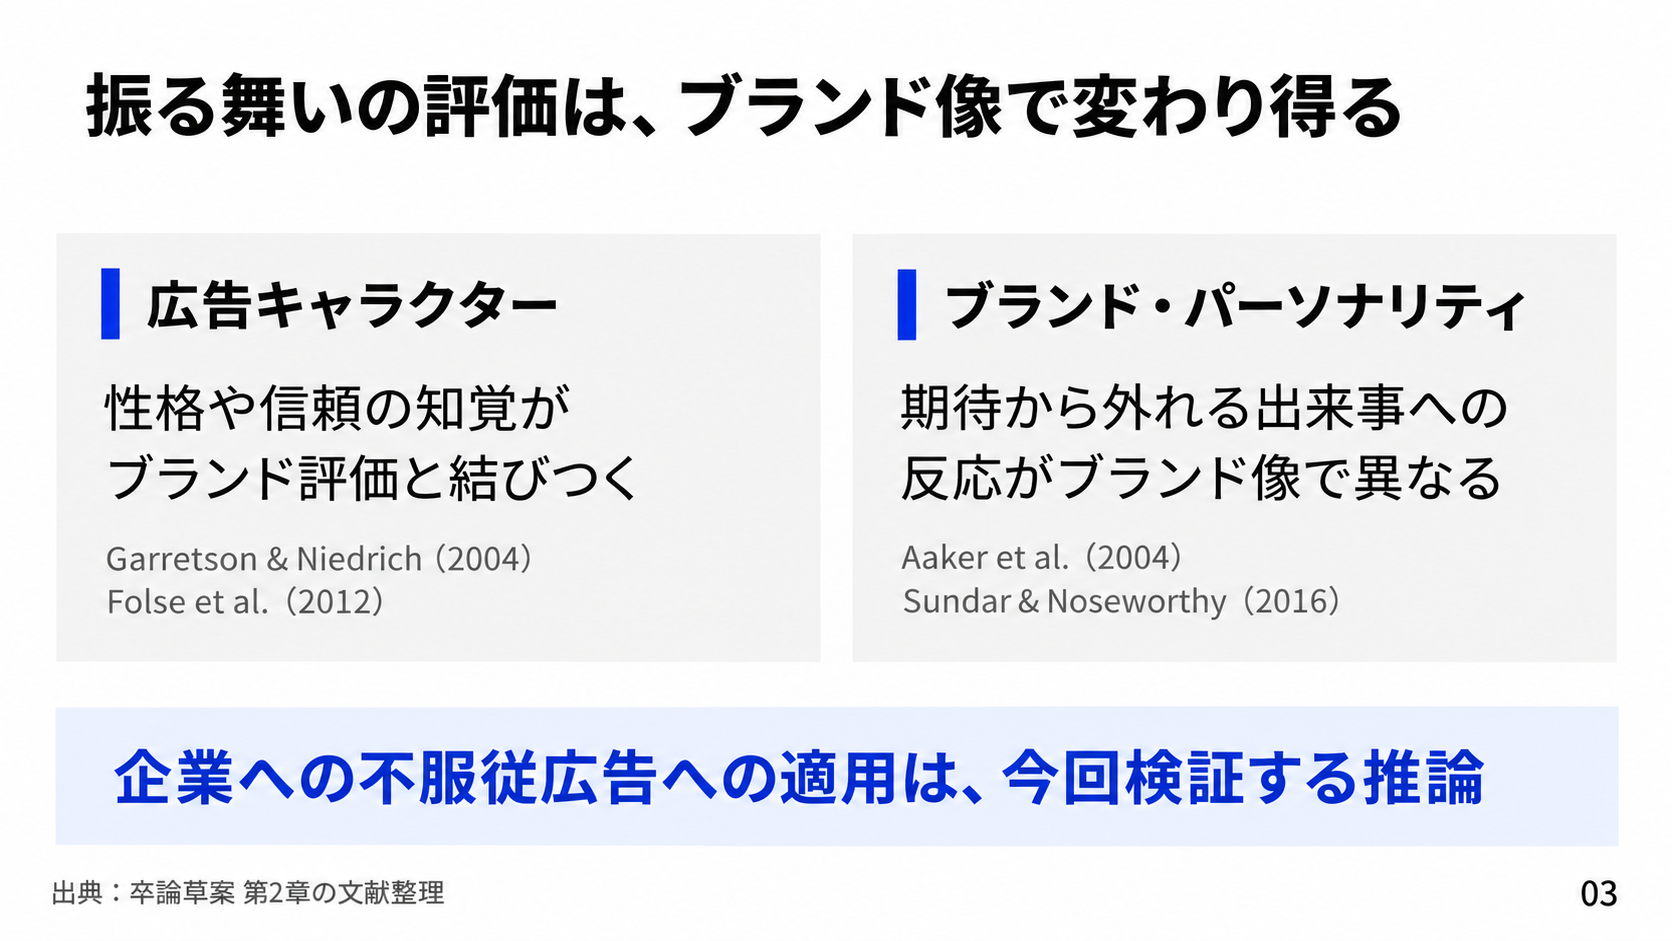 振る舞いの評価は、ブランド像で変わり得る
広告キャラクター
性格や信頼の知覚が
ブランド評価と結びつく
Garretson & Niedrich（2004）
Folse et al.（2012）
ブランド・パーソナリティ
期待から外れる出来事への
反応がブランド像で異なる
Aaker et al.（2004）
Sundar & Noseworthy（2016）
企業への不服従広告への適用は、今回検証する推論
出典：卒論草案 第2章の文献整理
03